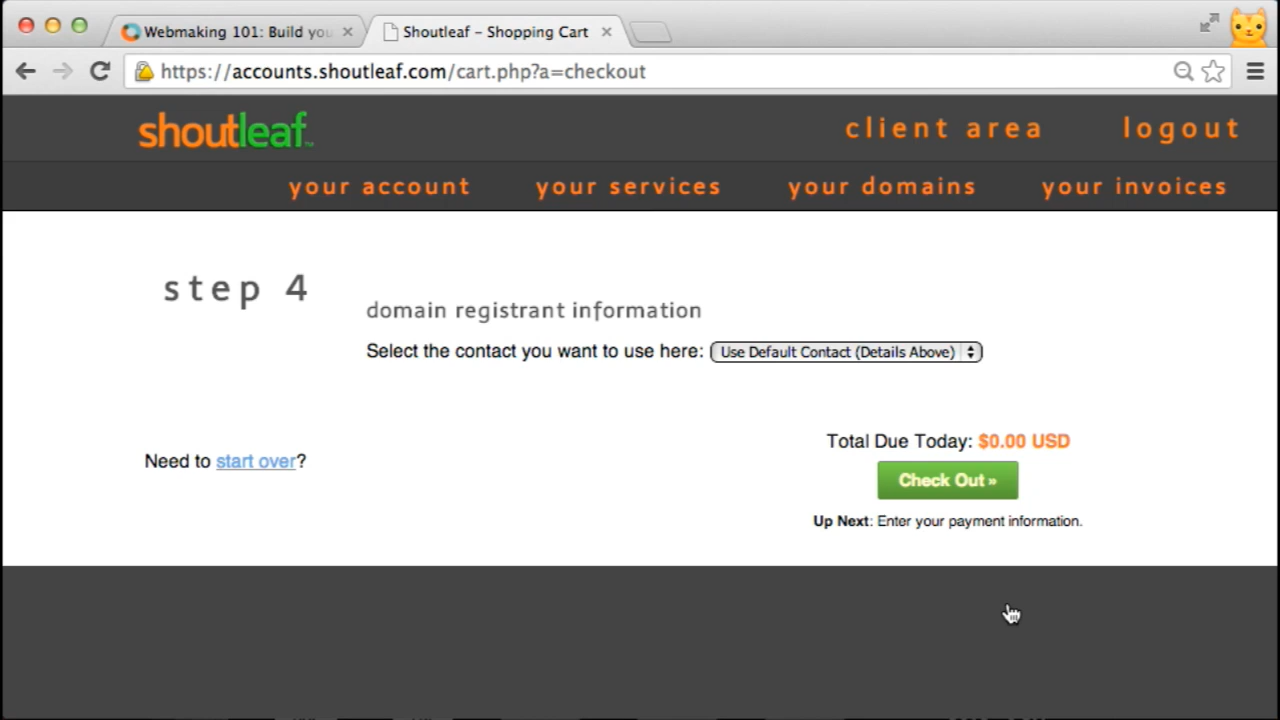 Webmaking 101: Build you
Shoutleaf - Shopping Cart
https://accounts.shoutleaf.com/cart.php?a=checkout
shoutleaf™
client area
logout
your account
your services
your domains
your invoices
step 4
domain registrant information
Select the contact you want to use here:
Use Default Contact (Details Above)
Total Due Today: $0.00 USD
Need to start over?
Check Out »
Up Next: Enter your payment information.